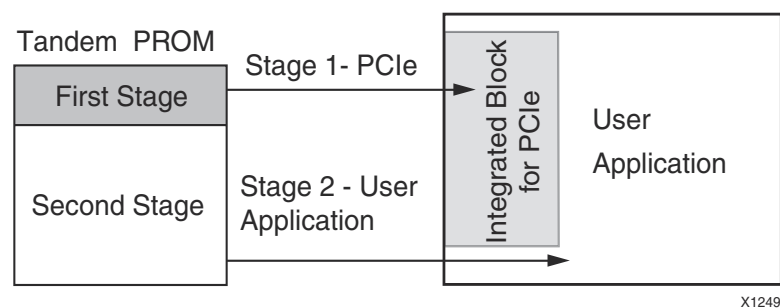 Tandem PROM
First Stage
Second Stage
Stage 1- PCIe
Stage 2 - User
Application
Integrated Block
for PCIe
User
Application
X1249